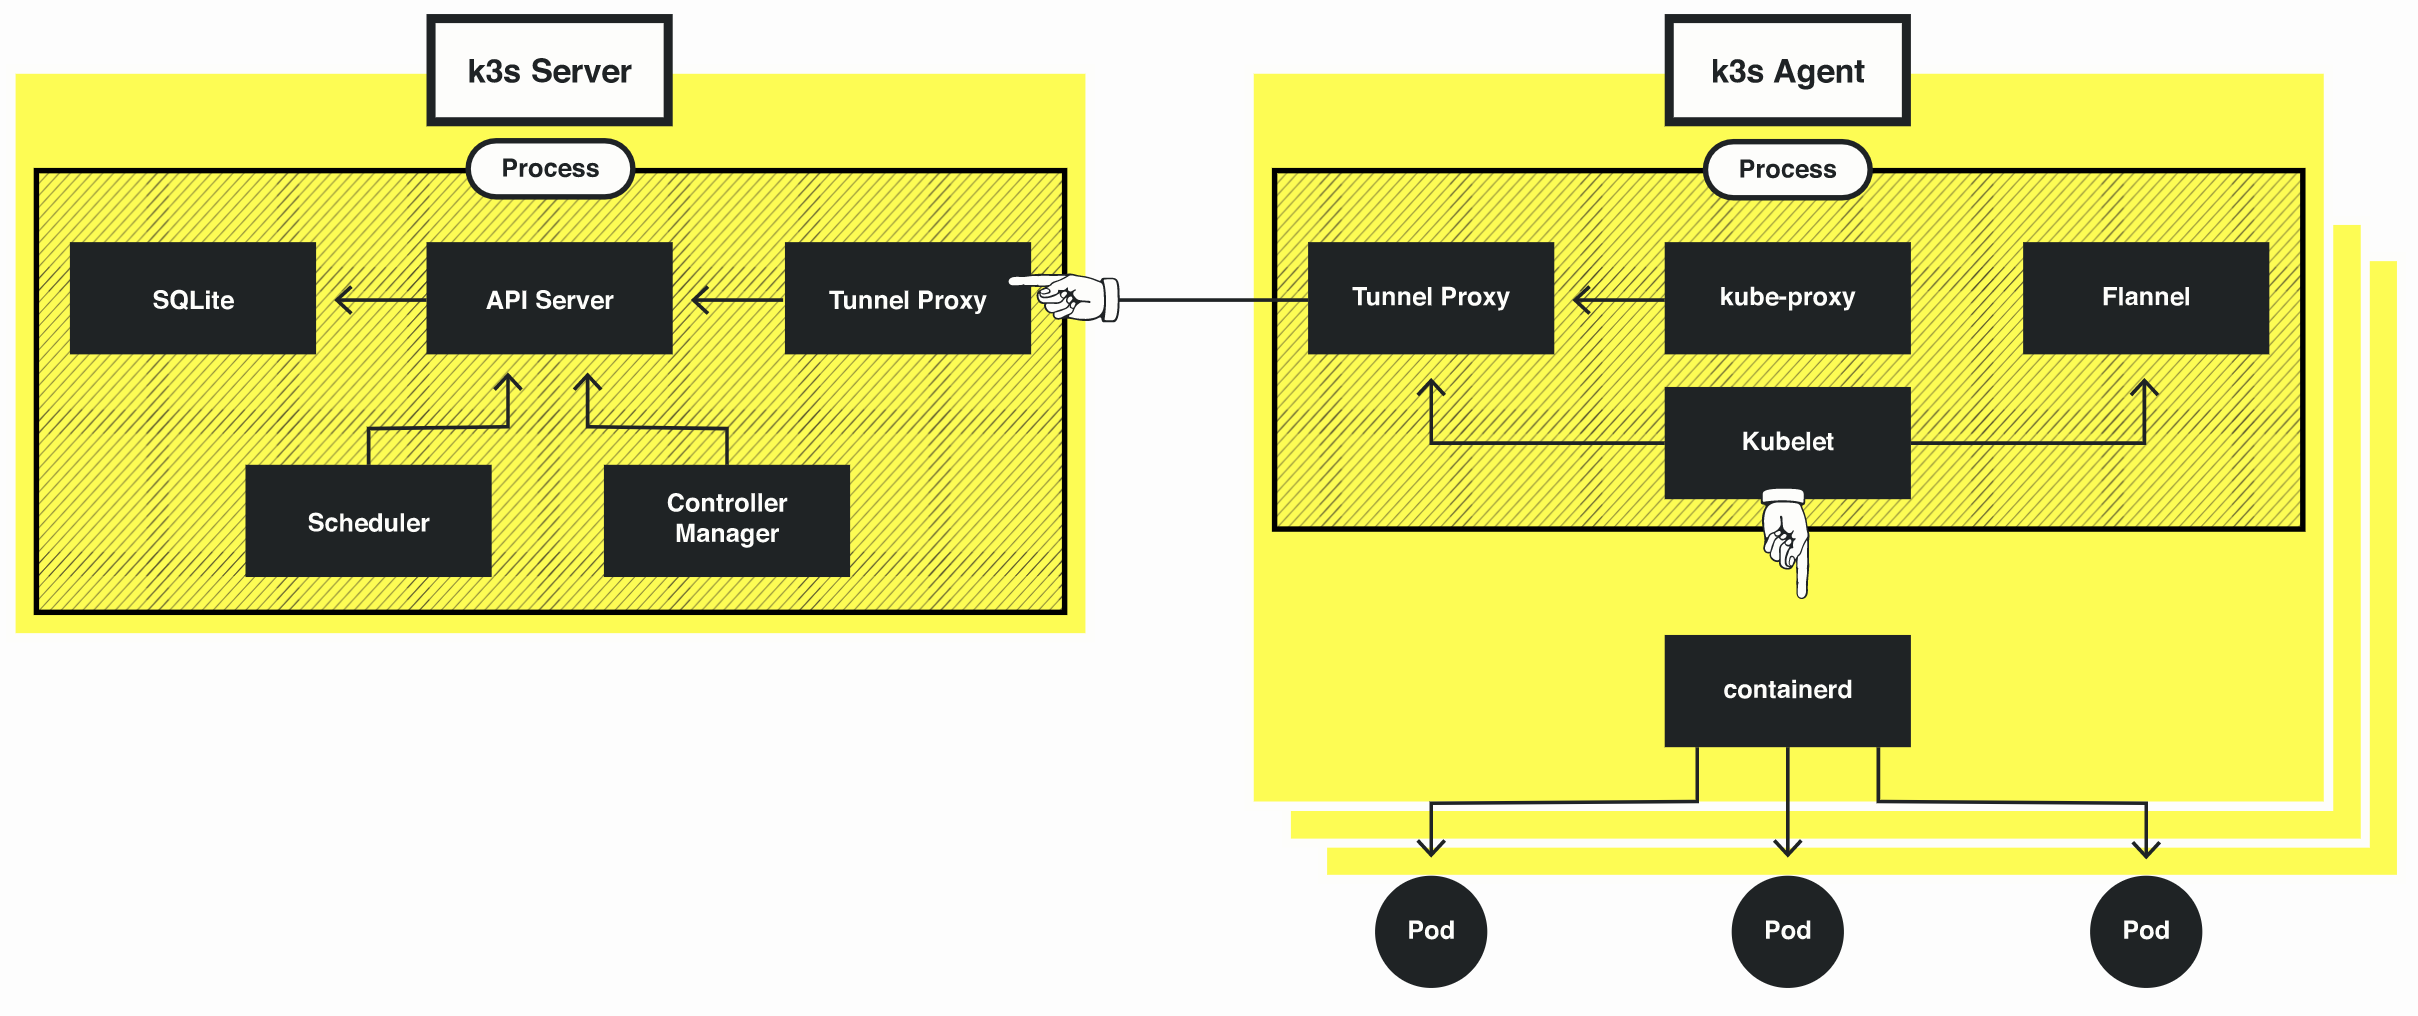 k3s Server
Process
SQLite
API Server
Tunnel Proxy
Scheduler
Controller
Manager
k3s Agent
Process
Tunnel Proxy
kube-proxy
Flannel
Kubelet
containerd
Pod
Pod
Pod